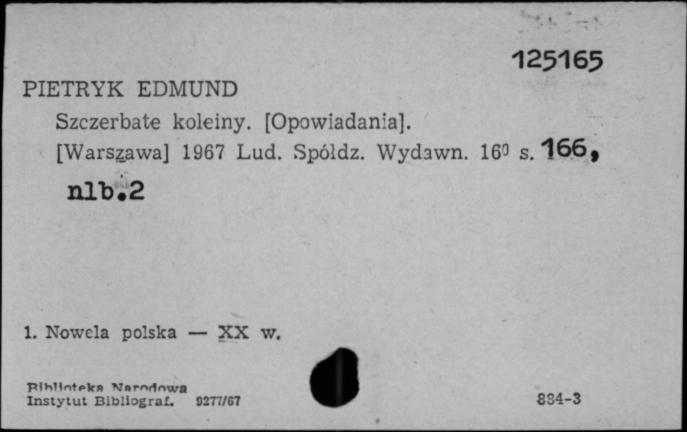 125165
PIETRYK EDMUND
Szczerbate koleiny. [Opowiadania].
[Warszawa] 1967 Lud. Spółdz. Wydawn. 16⁰ s. 166,
nlb.2
1. Nowela polska — XX w.
Biblioteka Narodowa
Instytut Bibliograf. 9277/67
884-3